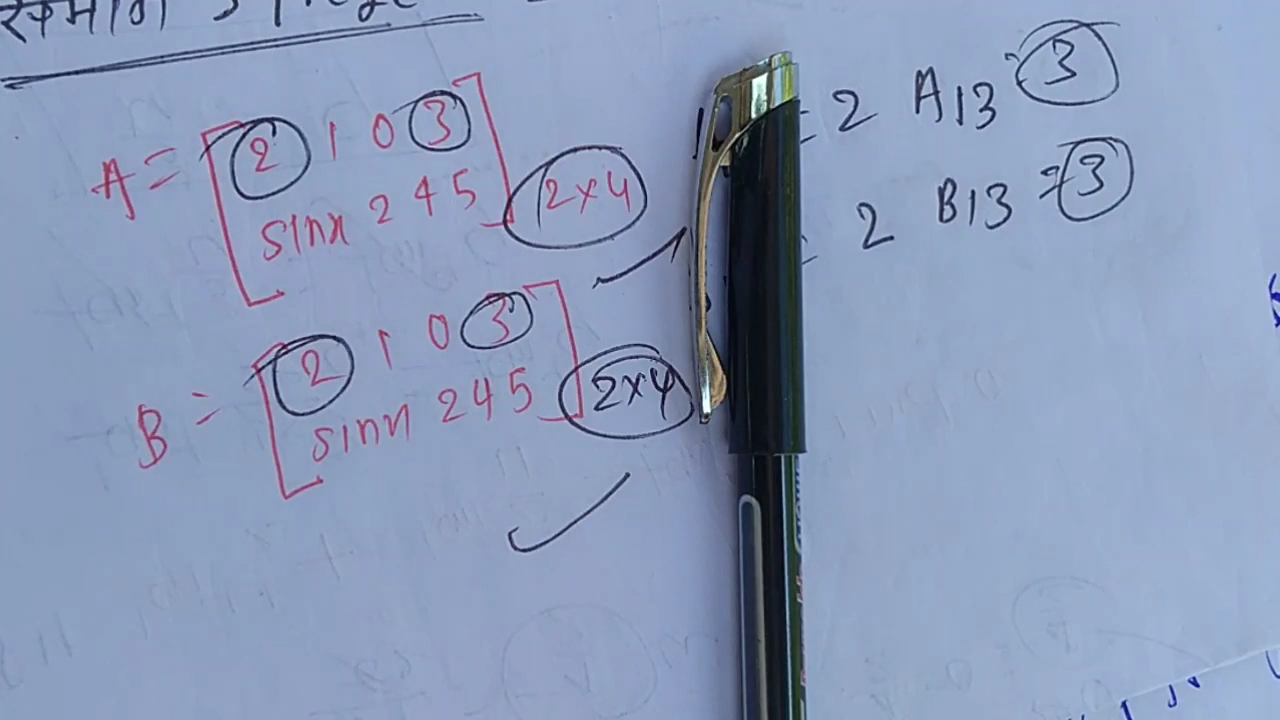 समान
A = [2 1 0 3
sinx 2 4 5] 2×4
B = [2 1 0 3
sinx 2 4 5] 2×4
= 2 A13 = 3
= 2 B13 = 3